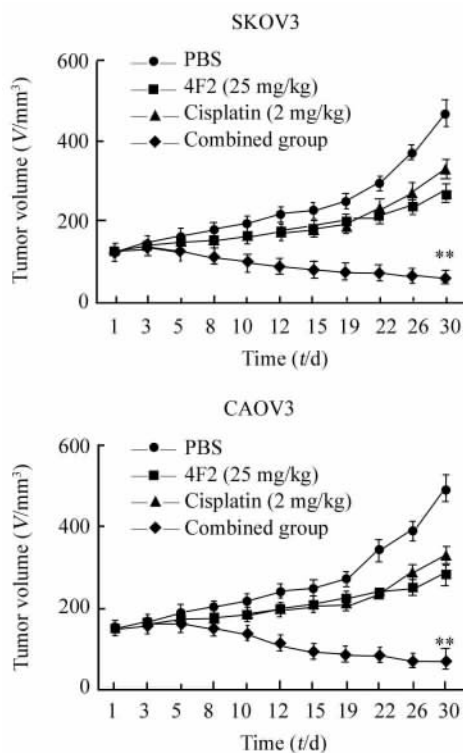 SKOV3
600
400
200
0
Tumor volume (V/mm³)
PBS
4F2 (25 mg/kg)
Cisplatin (2 mg/kg)
Combined group
**
1 3 5 8 10 12 15 19 22 26 30
Time (t/d)
CAOV3
600
400
200
0
Tumor volume (V/mm³)
PBS
4F2 (25 mg/kg)
Cisplatin (2 mg/kg)
Combined group
**
1 3 5 8 10 12 15 19 22 26 30
Time (t/d)